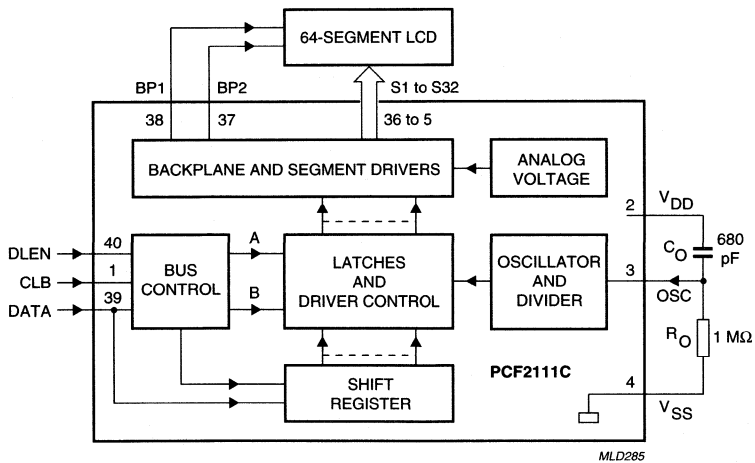 64-SEGMENT LCD
BP1
BP2
S1 to S32
38
37
36 to 5
BACKPLANE AND SEGMENT DRIVERS
ANALOG
VOLTAGE
2
VDD
CO
680
pF
DLEN
40
CLB
1
DATA
39
BUS
CONTROL
A
B
LATCHES
AND
DRIVER CONTROL
OSCILLATOR
AND
DIVIDER
3
OSC
RO
1 MΩ
SHIFT
REGISTER
PCF2111C
4
VSS
MLD285